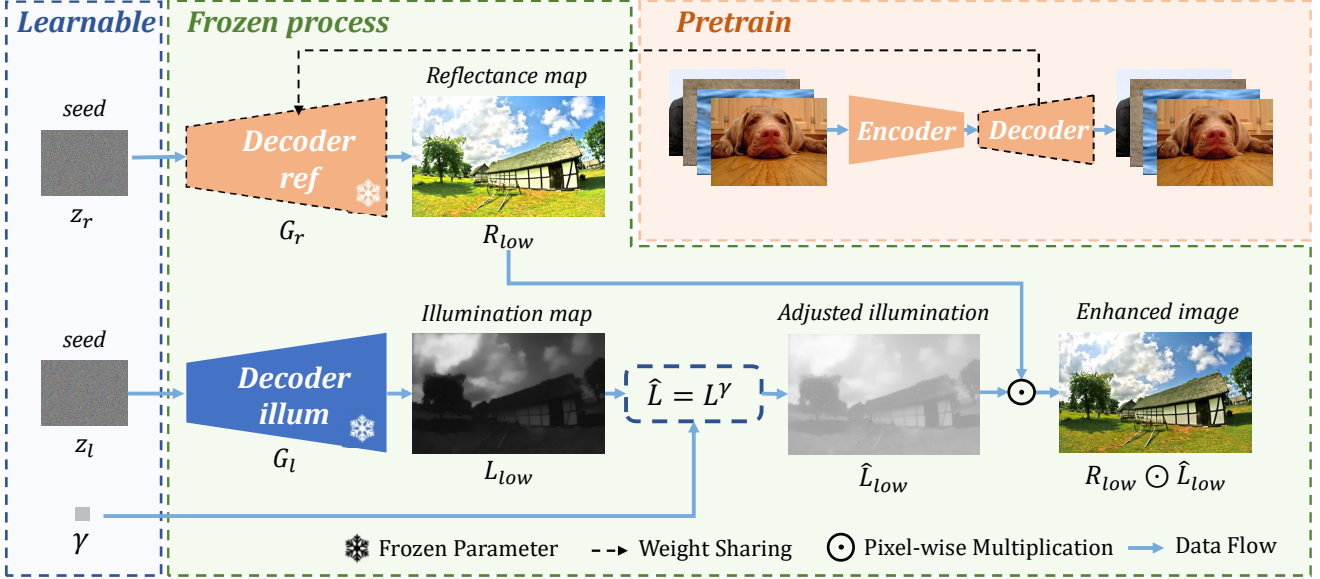 Learnable
Frozen process
Pretrain
seed
z_r
Decoder
ref
G_r
Reflectance map
R_low
Encoder
Decoder
seed
z_l
Decoder
illum
G_l
Illumination map
L_low
L̂ = L^γ
Adjusted illumination
L̂_low
Enhanced image
R_low ⊙ L̂_low
γ
Frozen Parameter
Weight Sharing
Pixel-wise Multiplication
Data Flow